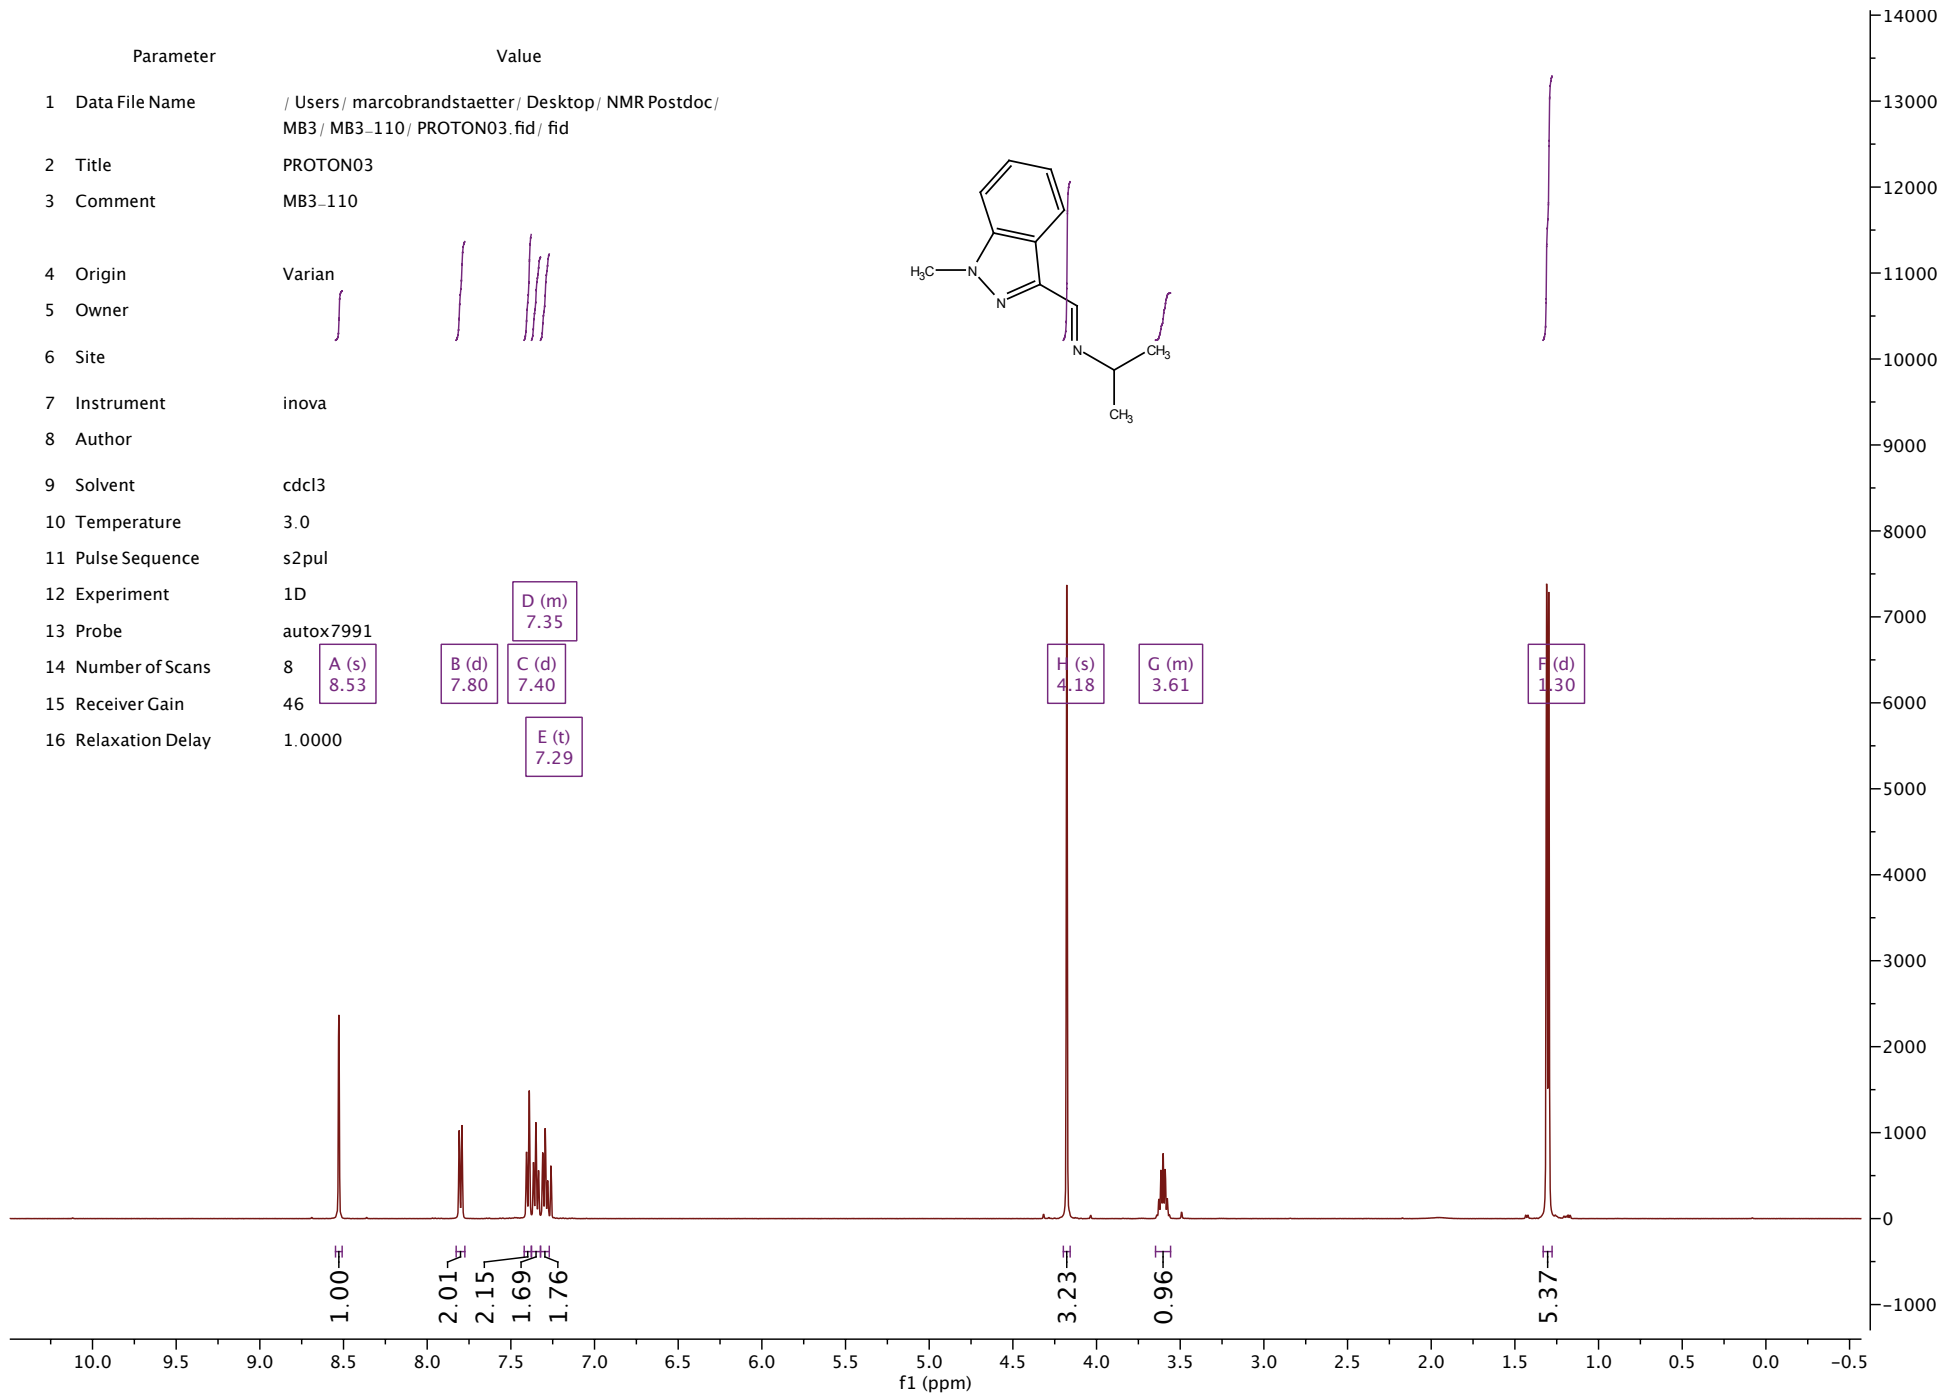 Parameter Value
1 Data File Name / Users/ marcobrandstaetter/ Desktop/ NMR Postdoc/
MB3/ MB3_110/ PROTON03.fid/ fid
2 Title PROTON03
3 Comment MB3_110
4 Origin Varian
5 Owner
6 Site
7 Instrument inova
8 Author
9 Solvent cdcl3
10 Temperature 3.0
11 Pulse Sequence s2pul
12 Experiment 1D
13 Probe autox7991
14 Number of Scans 8
15 Receiver Gain 46
16 Relaxation Delay 1.0000
H₃C N
N
N CH₃
CH₃
D (m)
7.35
A (s)
8.53
B (d)
7.80
C (d)
7.40
E (t)
7.29
H (s)
4.18
G (m)
3.61
F (d)
1.30
14000
13000
12000
11000
10000
9000
8000
7000
6000
5000
4000
3000
2000
1000
0
-1000
1.00 2.01 2.15 1.69 1.76 3.23 0.96 5.37
10.0 9.5 9.0 8.5 8.0 7.5 7.0 6.5 6.0 5.5 5.0 4.5 4.0 3.5 3.0 2.5 2.0 1.5 1.0 0.5 0.0 -0.5
f1 (ppm)